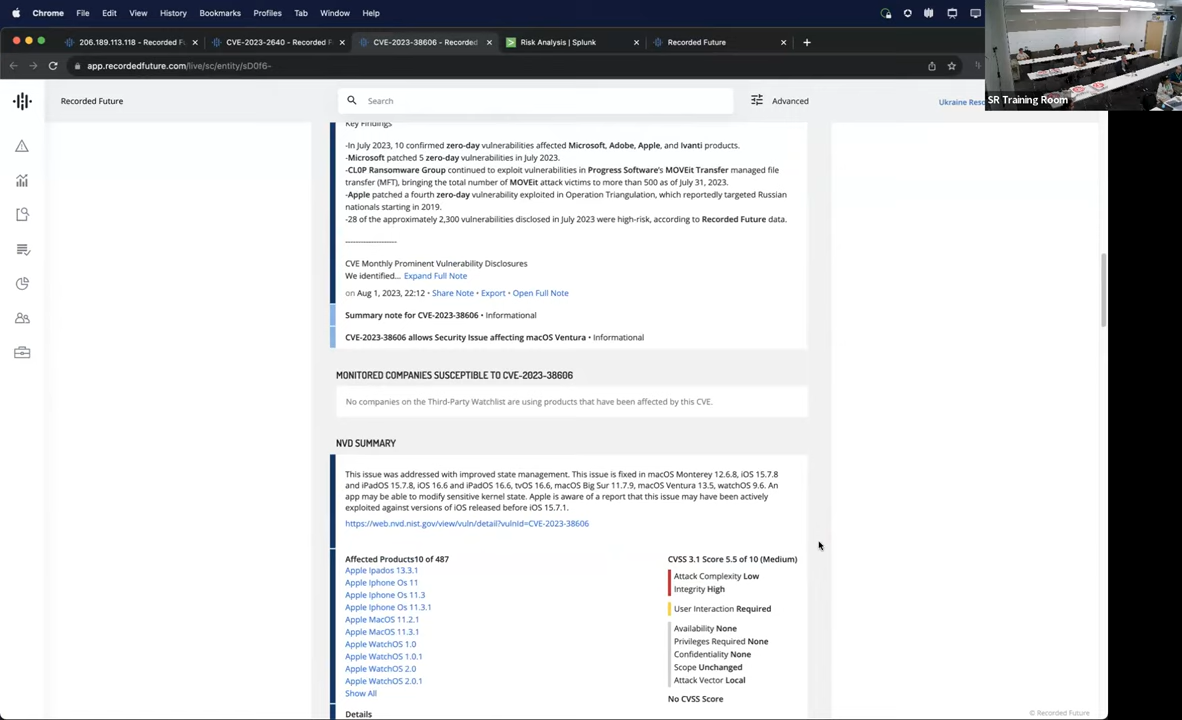 Chrome File Edit View History Bookmarks Profiles Tab Window Help
206.189.113.118 - Recorded F
CVE-2023-2640 - Recorded F
CVE-2023-38606 - Recorded
Risk Analysis | Splunk
Recorded Future
app.recordedfuture.com/live/sc/entity/sD0f6-
SR Training Room
Recorded Future
Search
Advanced
Ukraine Reso
Key Findings
-In July 2023, 10 confirmed zero-day vulnerabilities affected Microsoft, Adobe, Apple, and Ivanti products.
-Microsoft patched 5 zero-day vulnerabilities in July 2023.
-CL0P Ransomware Group continued to exploit vulnerabilities in Progress Software's MOVEit Transfer managed file
transfer (MFT), bringing the total number of MOVEit attack victims to more than 500 as of July 31, 2023.
-Apple patched a fourth zero-day vulnerability exploited in Operation Triangulation, which reportedly targeted Russian
nationals starting in 2019.
-28 of the approximately 2,300 vulnerabilities disclosed in July 2023 were high-risk, according to Recorded Future data.
--------------------
CVE Monthly Prominent Vulnerability Disclosures
We identified... Expand Full Note
on Aug 1, 2023, 22:12 • Share Note • Export • Open Full Note
Summary note for CVE-2023-38606 • Informational
CVE-2023-38606 allows Security Issue affecting macOS Ventura • Informational
MONITORED COMPANIES SUSCEPTIBLE TO CVE-2023-38606
No companies on the Third-Party Watchlist are using products that have been affected by this CVE.
NVD SUMMARY
This issue was addressed with improved state management. This issue is fixed in macOS Monterey 12.6.8, iOS 15.7.8
and iPadOS 15.7.8, iOS 16.6 and iPadOS 16.6, tvOS 16.6, macOS Big Sur 11.7.9, macOS Ventura 13.5, watchOS 9.6. An
app may be able to modify sensitive kernel state. Apple is aware of a report that this issue may have been actively
exploited against versions of iOS released before iOS 15.7.1.
https://web.nvd.nist.gov/view/vuln/detail?vulnId=CVE-2023-38606
Affected Products10 of 487
Apple Ipados 13.3.1
Apple Iphone Os 11
Apple Iphone Os 11.3
Apple Iphone Os 11.3.1
Apple MacOS 11.2.1
Apple MacOS 11.3.1
Apple WatchOS 1.0
Apple WatchOS 1.0.1
Apple WatchOS 2.0
Apple WatchOS 2.0.1
Show All
Details
CVSS 3.1 Score 5.5 of 10 (Medium)
Attack Complexity Low
Integrity High
User Interaction Required
Availability None
Privileges Required None
Confidentiality None
Scope Unchanged
Attack Vector Local
No CVSS Score
© Recorded Future